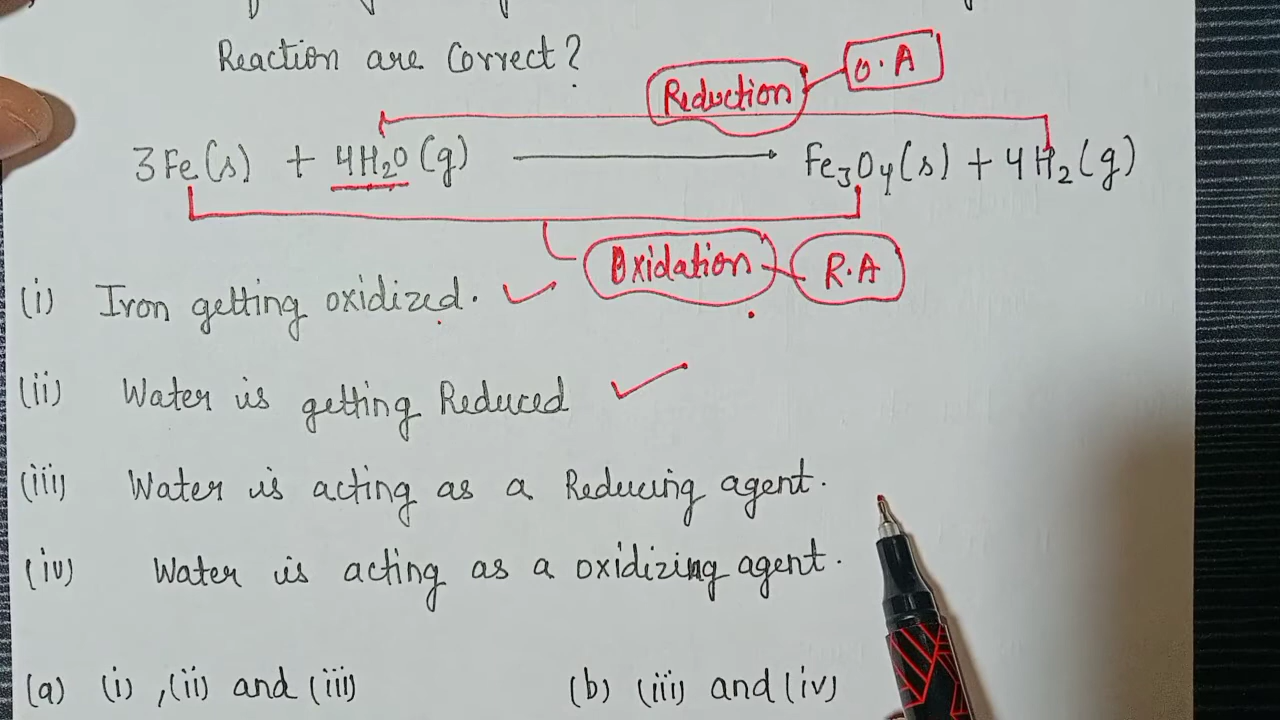 Reaction are Correct?
Reduction O.A
3Fe(s) + 4H₂O(g) ⟶ Fe₃O₄(s) + 4H₂(g)
Oxidation R.A
(i) Iron getting oxidized.
(ii) Water is getting Reduced
(iii) Water is acting as a Reducing agent.
(iv) Water is acting as a oxidizing agent.
(a) (i), (ii) and (iii) (b) (iii) and (iv)